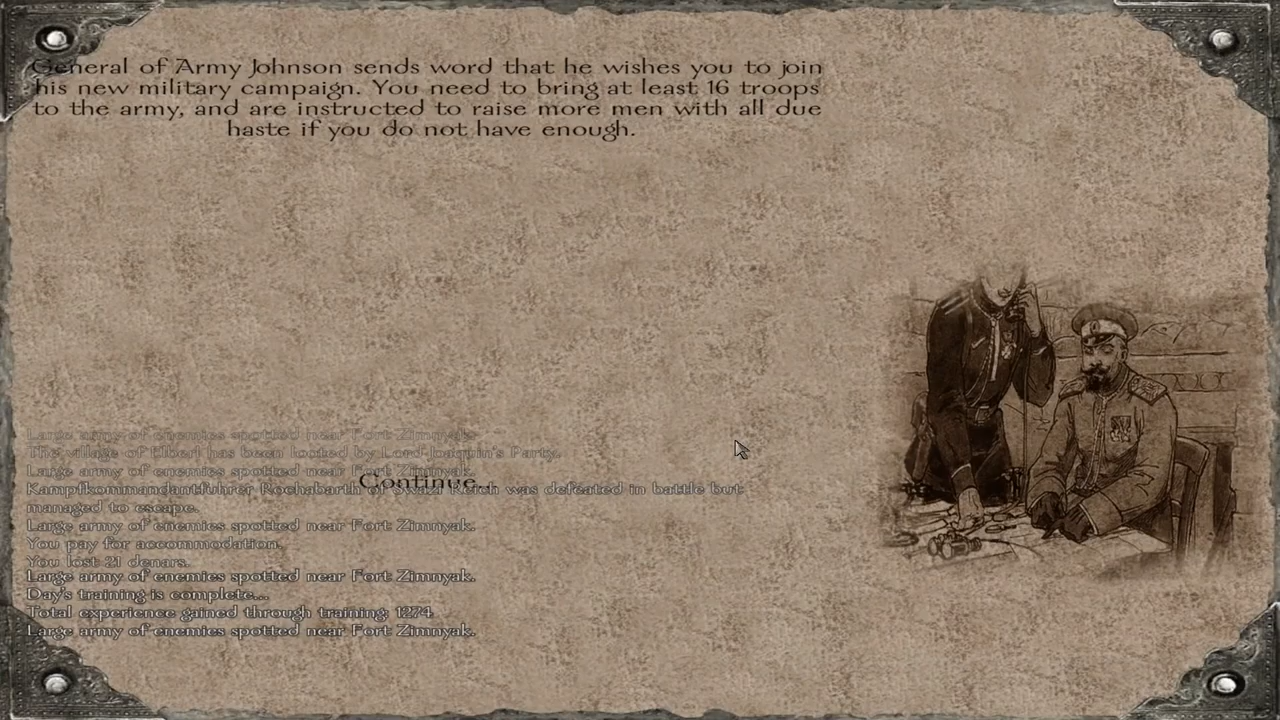 General of Army Johnson sends word that he wishes you to join
his new military campaign. You need to bring at least 16 troops
to the army, and are instructed to raise more men with all due
haste if you do not have enough.
Large army of enemies spotted near Fort Zimnyak.
The village of Elbert has been looted by Lord Joaquin's Party.
Large army of enemies spotted near Fort Zimnyak.
Continue...
Kampfkommandantführer Rochabarth of Swazi Reich was defeated in battle but
managed to escape.
Large army of enemies spotted near Fort Zimnyak.
You pay for accommodation.
You lost 21 denars.
Large army of enemies spotted near Fort Zimnyak.
Day's training is complete...
Total experience gained through training: 1274
Large army of enemies spotted near Fort Zimnyak.